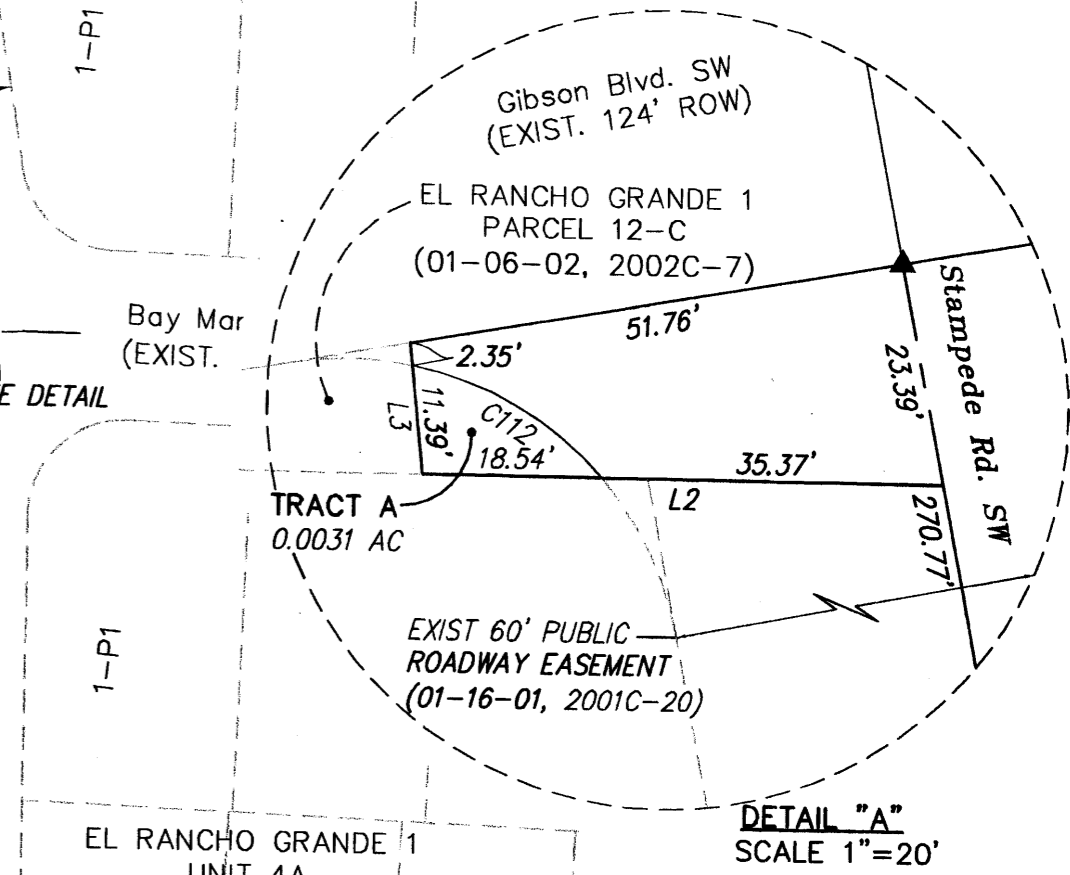 1-P1
Gibson Blvd. SW
(EXIST. 124' ROW)
EL RANCHO GRANDE 1
PARCEL 12-C
(01-06-02, 2002C-7)
Stampede Rd. SW
Bay Mar
(EXIST.
51.76'
2.35'
23.39'
E DETAIL
11.39'
L3
C112
18.54'
35.37'
L2
TRACT A
0.0031 AC
270.77'
EXIST 60' PUBLIC
ROADWAY EASEMENT
(01-16-01, 2001C-20)
1-P1
DETAIL "A"
SCALE 1"=20'
EL RANCHO GRANDE 1
UNIT 4A